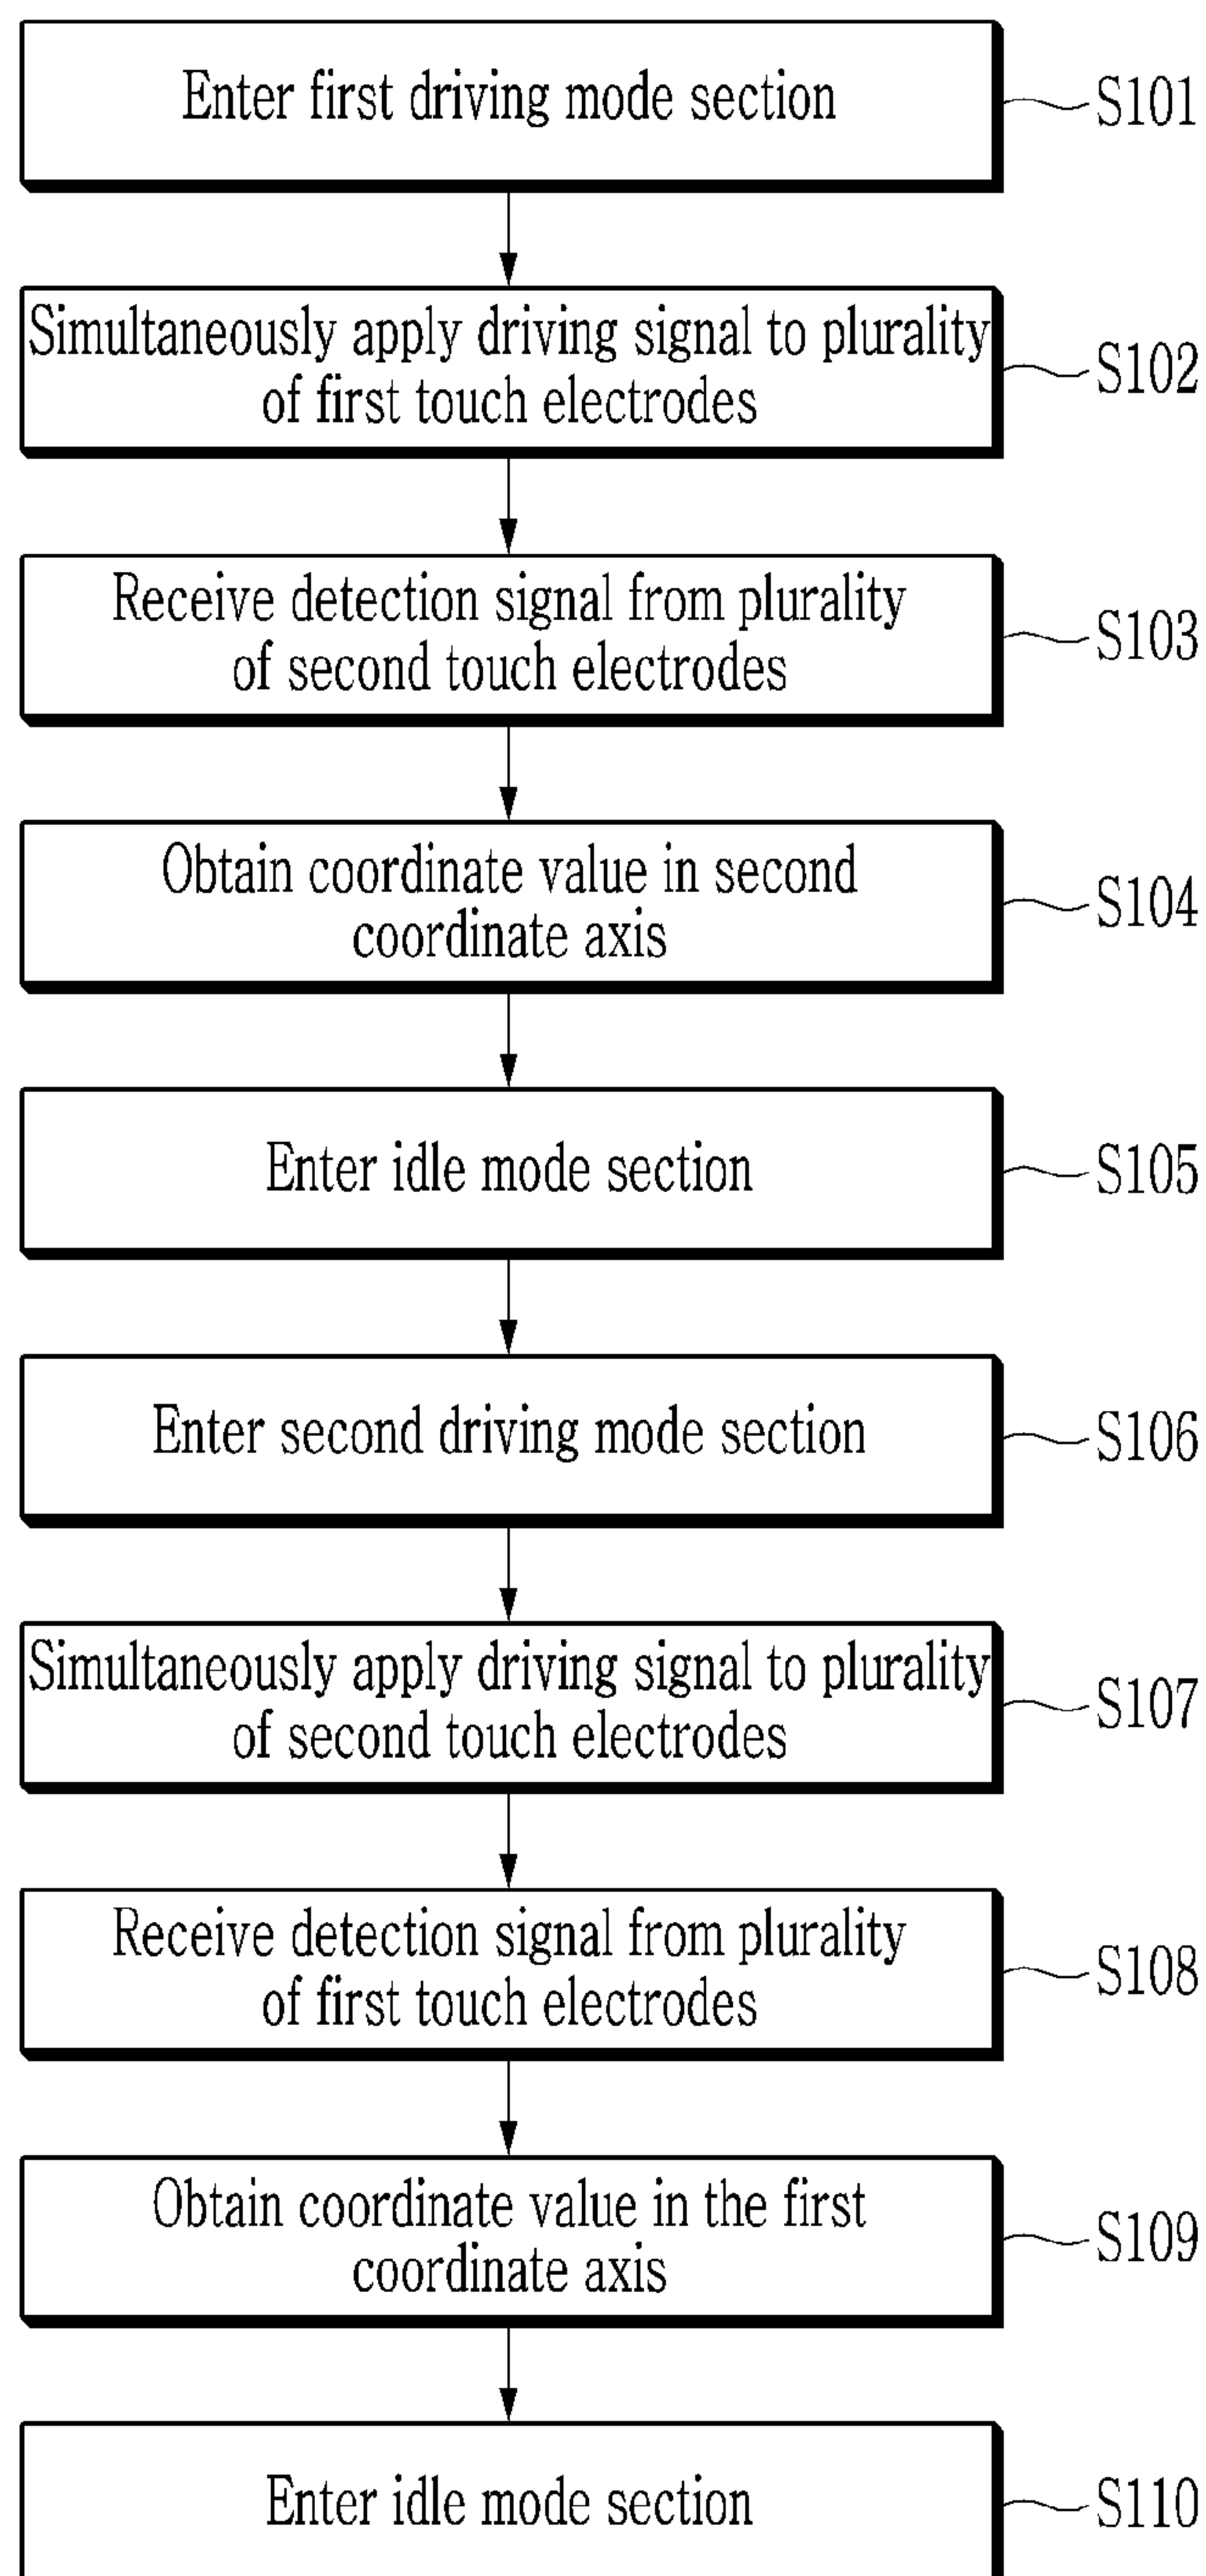 Enter first driving mode section
S101
Simultaneously apply driving signal to plurality
of first touch electrodes
S102
Receive detection signal from plurality
of second touch electrodes
S103
Obtain coordinate value in second
coordinate axis
S104
Enter idle mode section
S105
Enter second driving mode section
S106
Simultaneously apply driving signal to plurality
of second touch electrodes
S107
Receive detection signal from plurality
of first touch electrodes
S108
Obtain coordinate value in the first
coordinate axis
S109
Enter idle mode section
S110